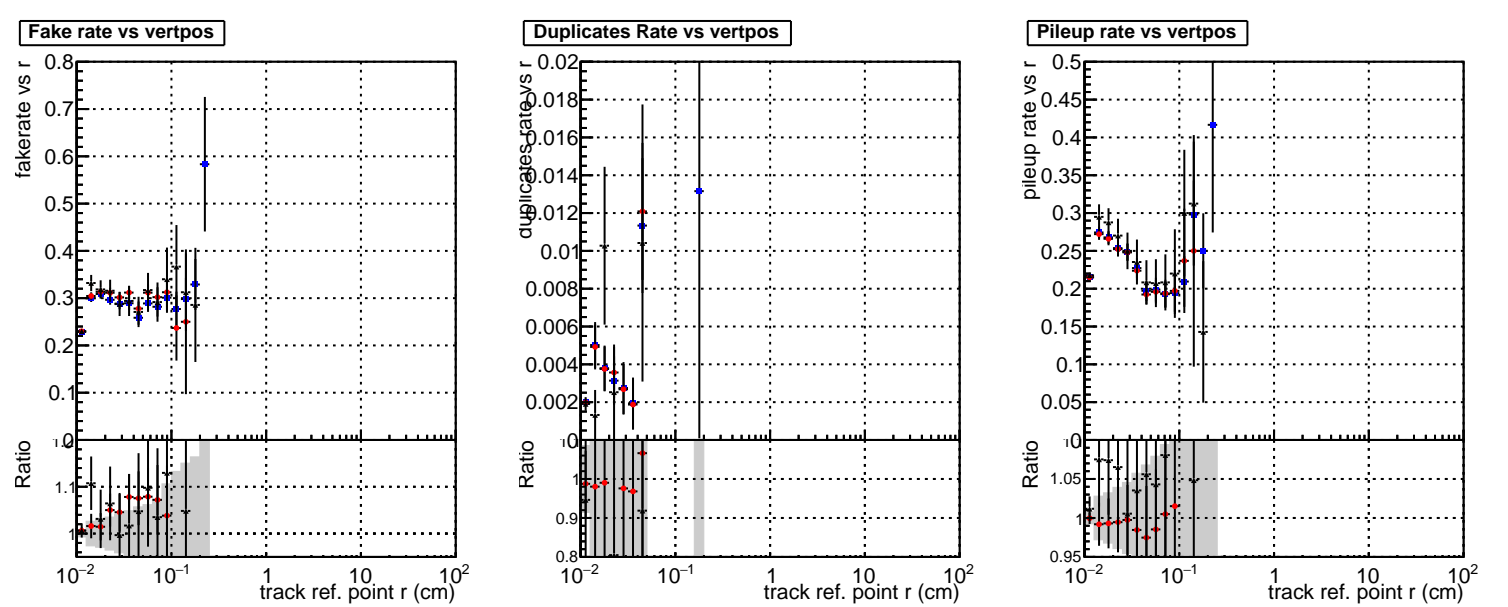 Fake rate vs vertpos
fakerate vs r
0.8
0.7
0.6
0.5
0.4
0.3
0.2
0.1
Ratio
1.1
1
10⁻² 10⁻¹ 1 10 10²
track ref. point r (cm)
Duplicates Rate vs vertpos
duplicates rate vs r
0.02
0.018
0.016
0.014
0.012
0.01
0.008
0.006
0.004
0.002
Ratio
1
0.9
0.8
10⁻² 10⁻¹ 1 10 10²
track ref. point r (cm)
Pileup rate vs vertpos
pileup rate vs r
0.5
0.45
0.4
0.35
0.3
0.25
0.2
0.15
0.1
0.05
Ratio
1.05
1
0.95
10⁻² 10⁻¹ 1 10 10²
track ref. point r (cm)